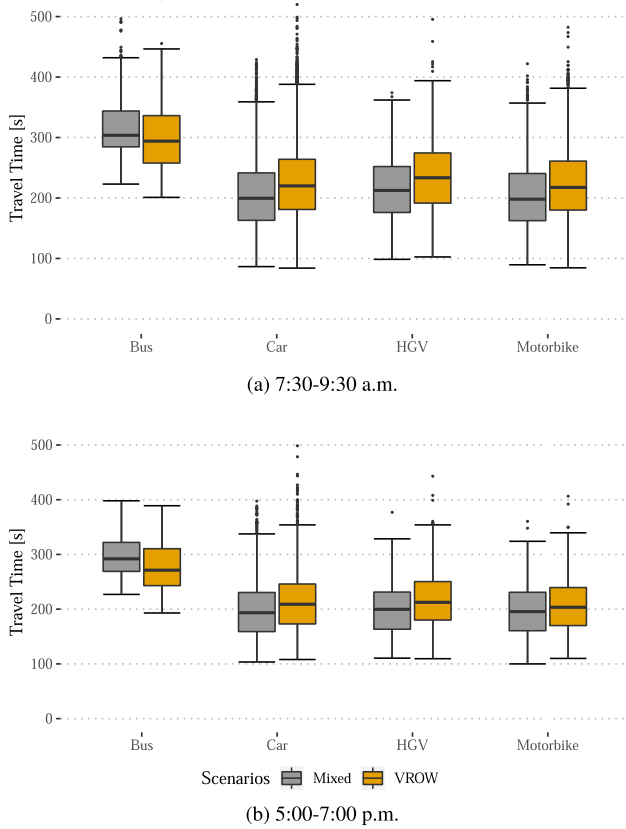 500
400
300
200
100
0
Travel Time [s]
Bus Car HGV Motorbike
(a) 7:30-9:30 a.m.
500
400
300
200
100
0
Travel Time [s]
Bus Car HGV Motorbike
Scenarios Mixed VROW
(b) 5:00-7:00 p.m.